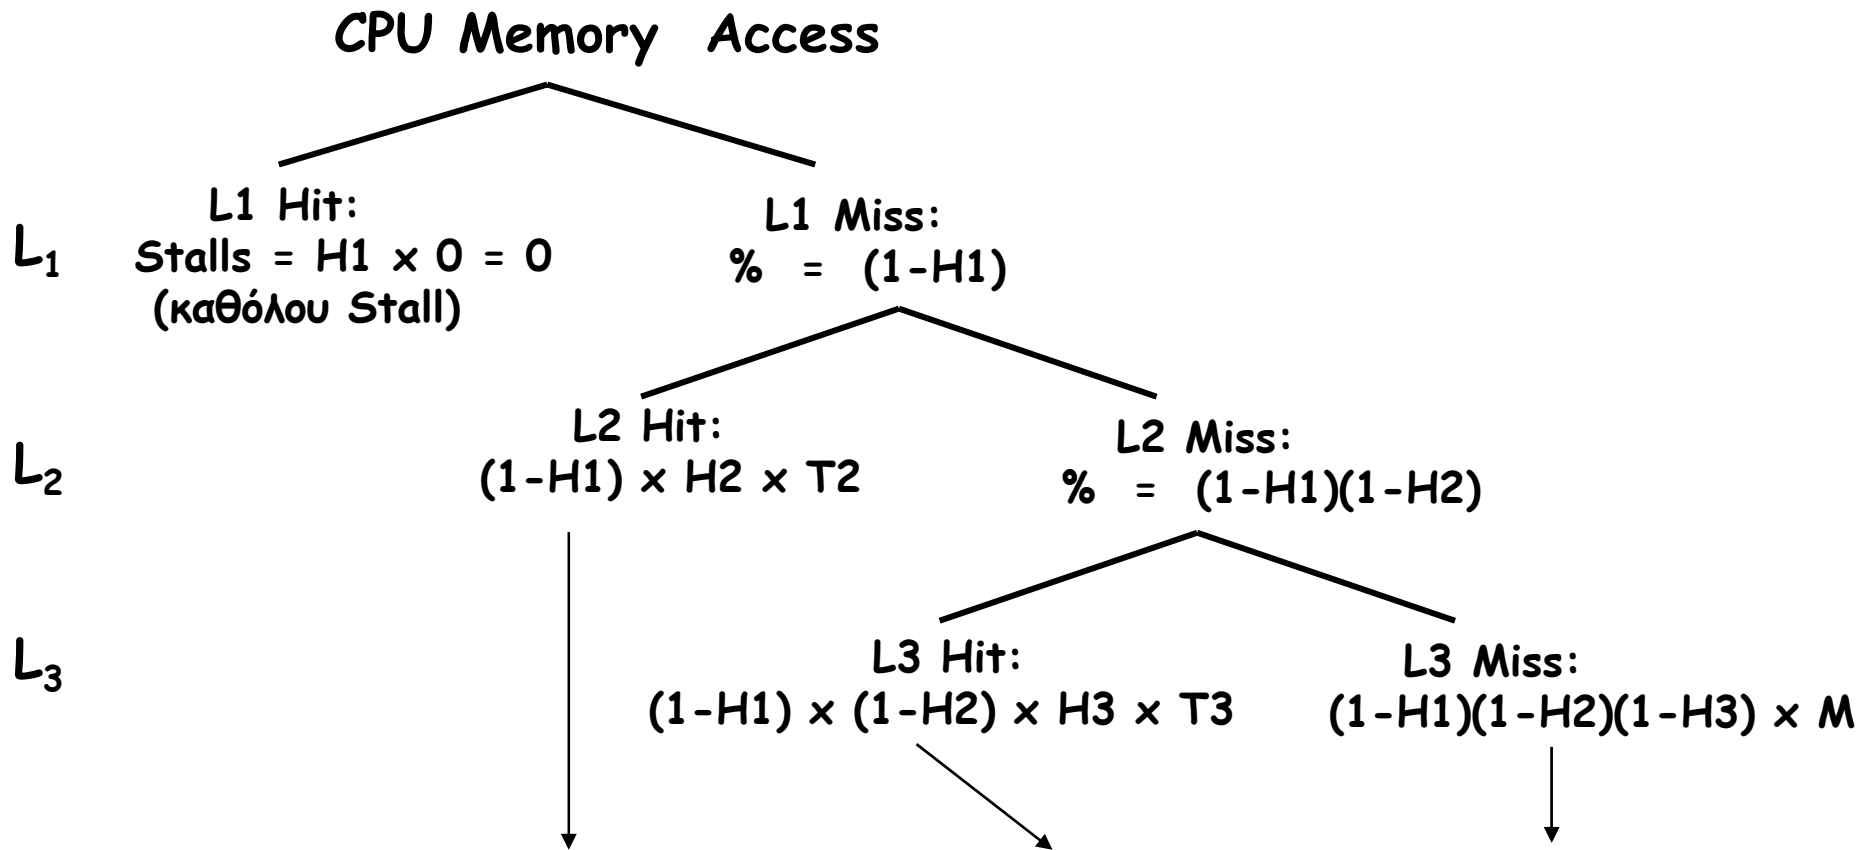 CPU Memory Access
L1 Hit:
Stalls = H1 x 0 = 0
(καθόλου Stall)
L1 Miss:
% = (1-H1)
L₁
L2 Hit:
(1-H1) x H2 x T2
L2 Miss:
% = (1-H1)(1-H2)
L₂
L3 Hit:
(1-H1) x (1-H2) x H3 x T3
L3 Miss:
(1-H1)(1-H2)(1-H3) x M
L₃